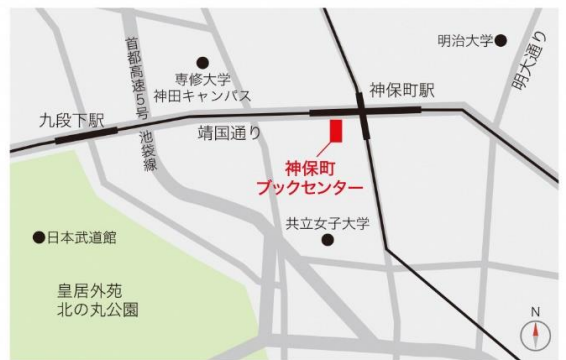 明治大学
明大通り
首都高速5号 池袋線
専修大学
神田キャンパス
神保町駅
九段下駅
靖国通り
神保町
ブックセンター
共立女子大学
日本武道館
皇居外苑
北の丸公園
N